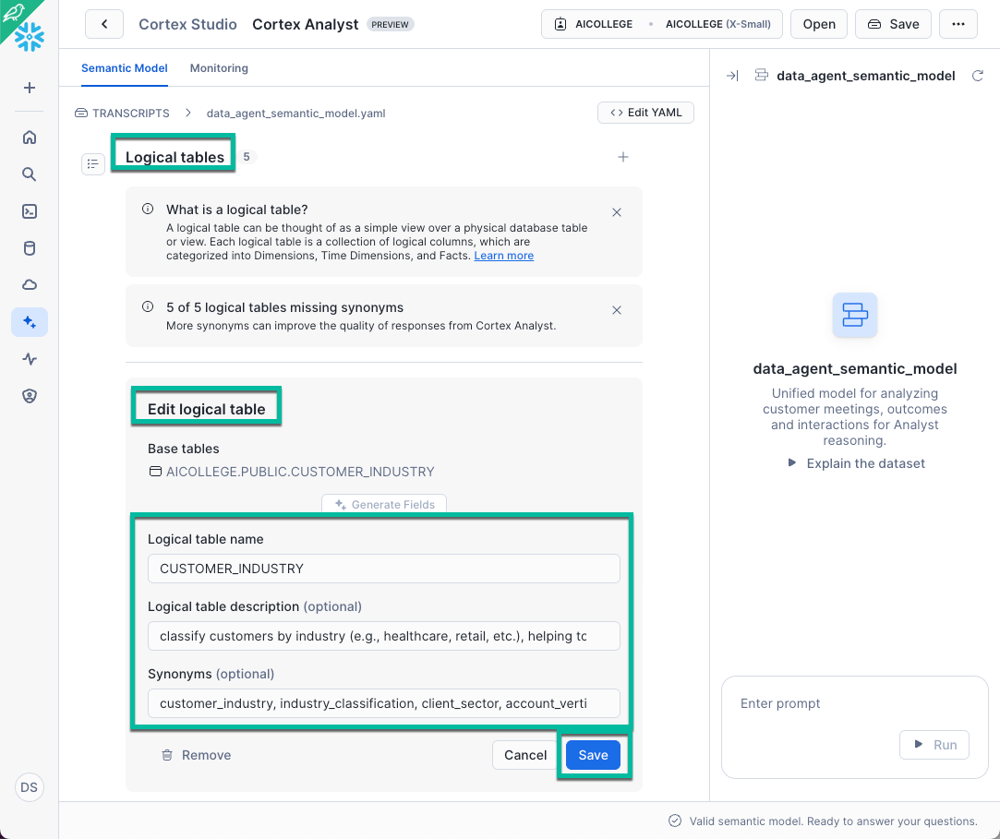 Cortex Studio Cortex Analyst PREVIEW
AICOLLEGE • AICOLLEGE (X-Small)
Open
Save
Semantic Model
Monitoring
TRANSCRIPTS > data_agent_semantic_model.yaml
<> Edit YAML
Logical tables 5
What is a logical table?
A logical table can be thought of as a simple view over a physical database table
or view. Each logical table is a collection of logical columns, which are
categorized into Dimensions, Time Dimensions, and Facts. Learn more
5 of 5 logical tables missing synonyms
More synonyms can improve the quality of responses from Cortex Analyst.
Edit logical table
Base tables
AICOLLEGE.PUBLIC.CUSTOMER_INDUSTRY
Generate Fields
Logical table name
CUSTOMER_INDUSTRY
Logical table description (optional)
classify customers by industry (e.g., healthcare, retail, etc.), helping to
Synonyms (optional)
customer_industry, industry_classification, client_sector, account_verti
Remove
Cancel
Save
DS
data_agent_semantic_model
data_agent_semantic_model
Unified model for analyzing
customer meetings, outcomes
and interactions for Analyst
reasoning.
Explain the dataset
Enter prompt
Run
Valid semantic model. Ready to answer your questions.